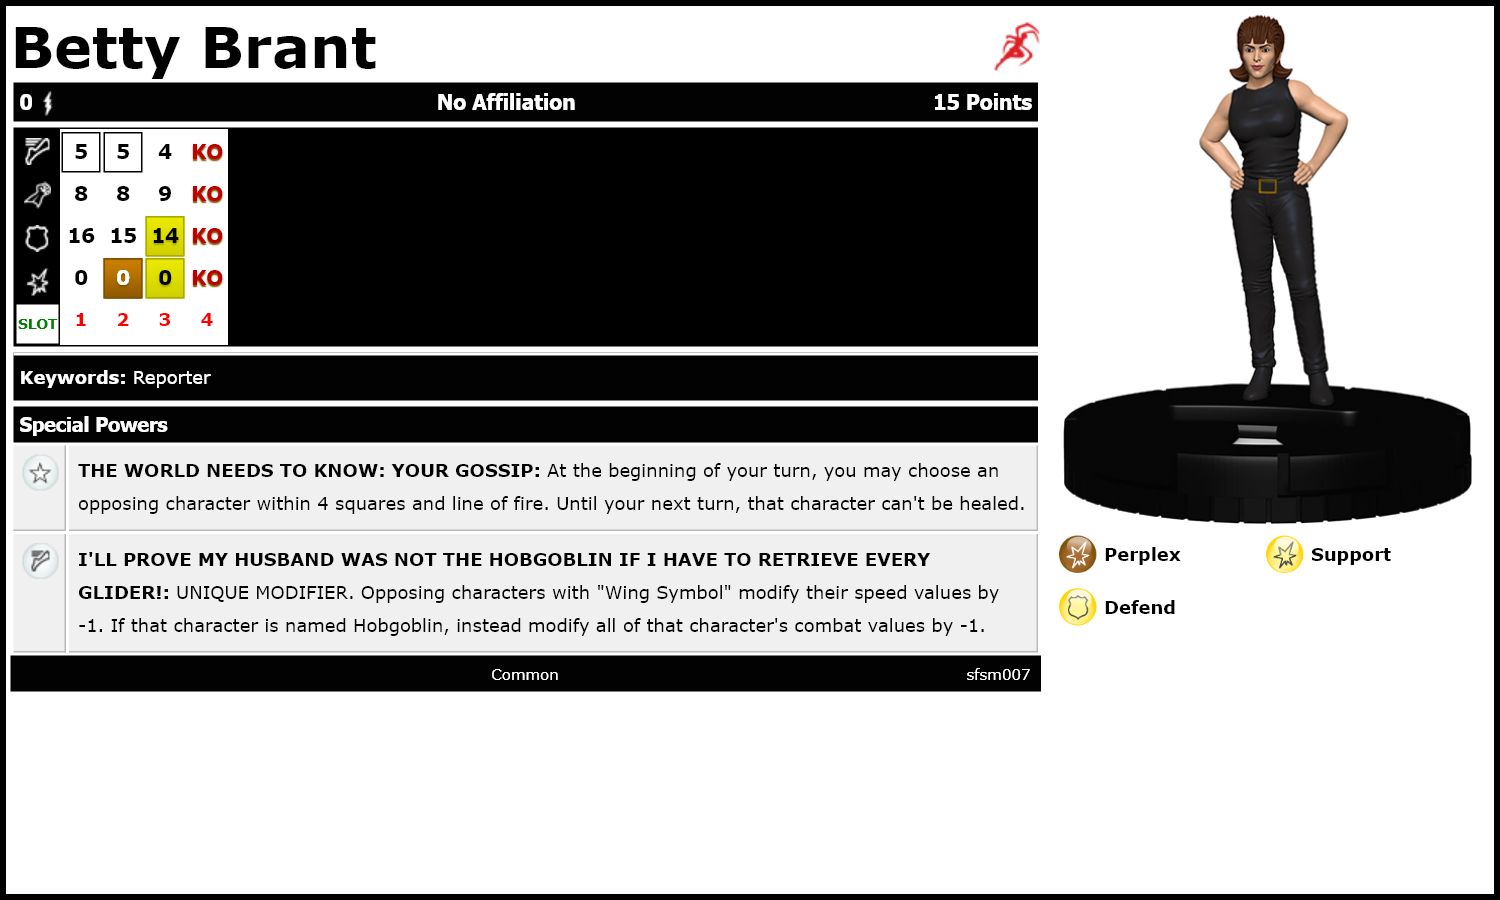 Betty Brant
0 No Affiliation 15 Points
5 5 4 KO
8 8 9 KO
16 15 14 KO
0 0 0 KO
SLOT 1 2 3 4
Keywords: Reporter
Special Powers
THE WORLD NEEDS TO KNOW: YOUR GOSSIP: At the beginning of your turn, you may choose an
opposing character within 4 squares and line of fire. Until your next turn, that character can't be healed.
I'LL PROVE MY HUSBAND WAS NOT THE HOBGOBLIN IF I HAVE TO RETRIEVE EVERY
GLIDER!: UNIQUE MODIFIER. Opposing characters with "Wing Symbol" modify their speed values by
-1. If that character is named Hobgoblin, instead modify all of that character's combat values by -1.
Common sfsm007
Perplex Support
Defend